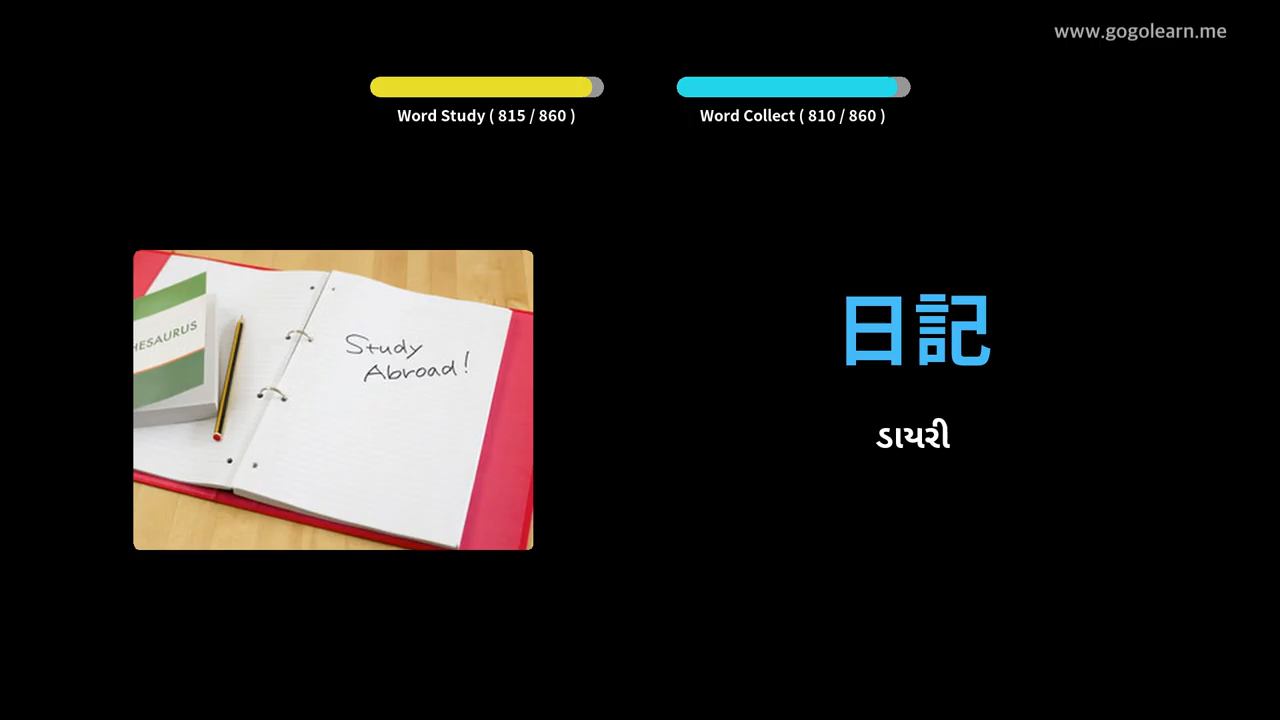 www.gogolearn.me
Word Study ( 815 / 860 )
Word Collect ( 810 / 860 )
HESAURUS
Study
Abroad!
日記
ડાયરી